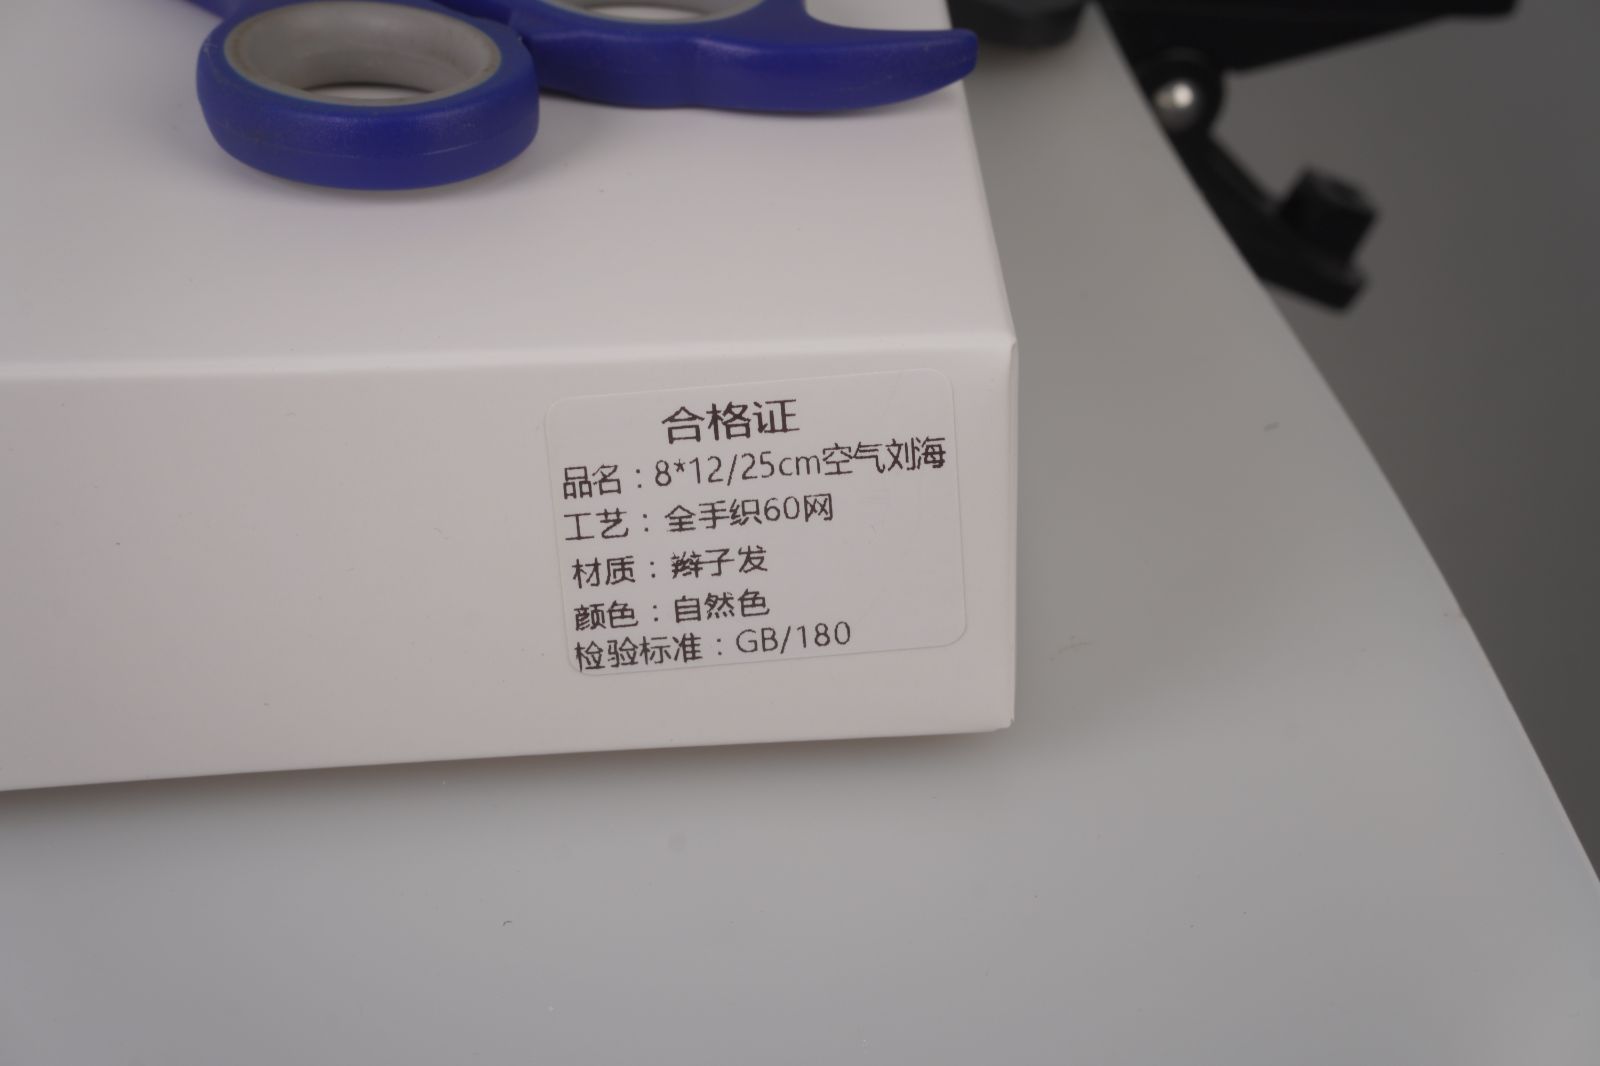 合格证
品名：8*12/25cm空气刘海
工艺：全手织60网
材质：辫子发
颜色：自然色
检验标准：GB/180